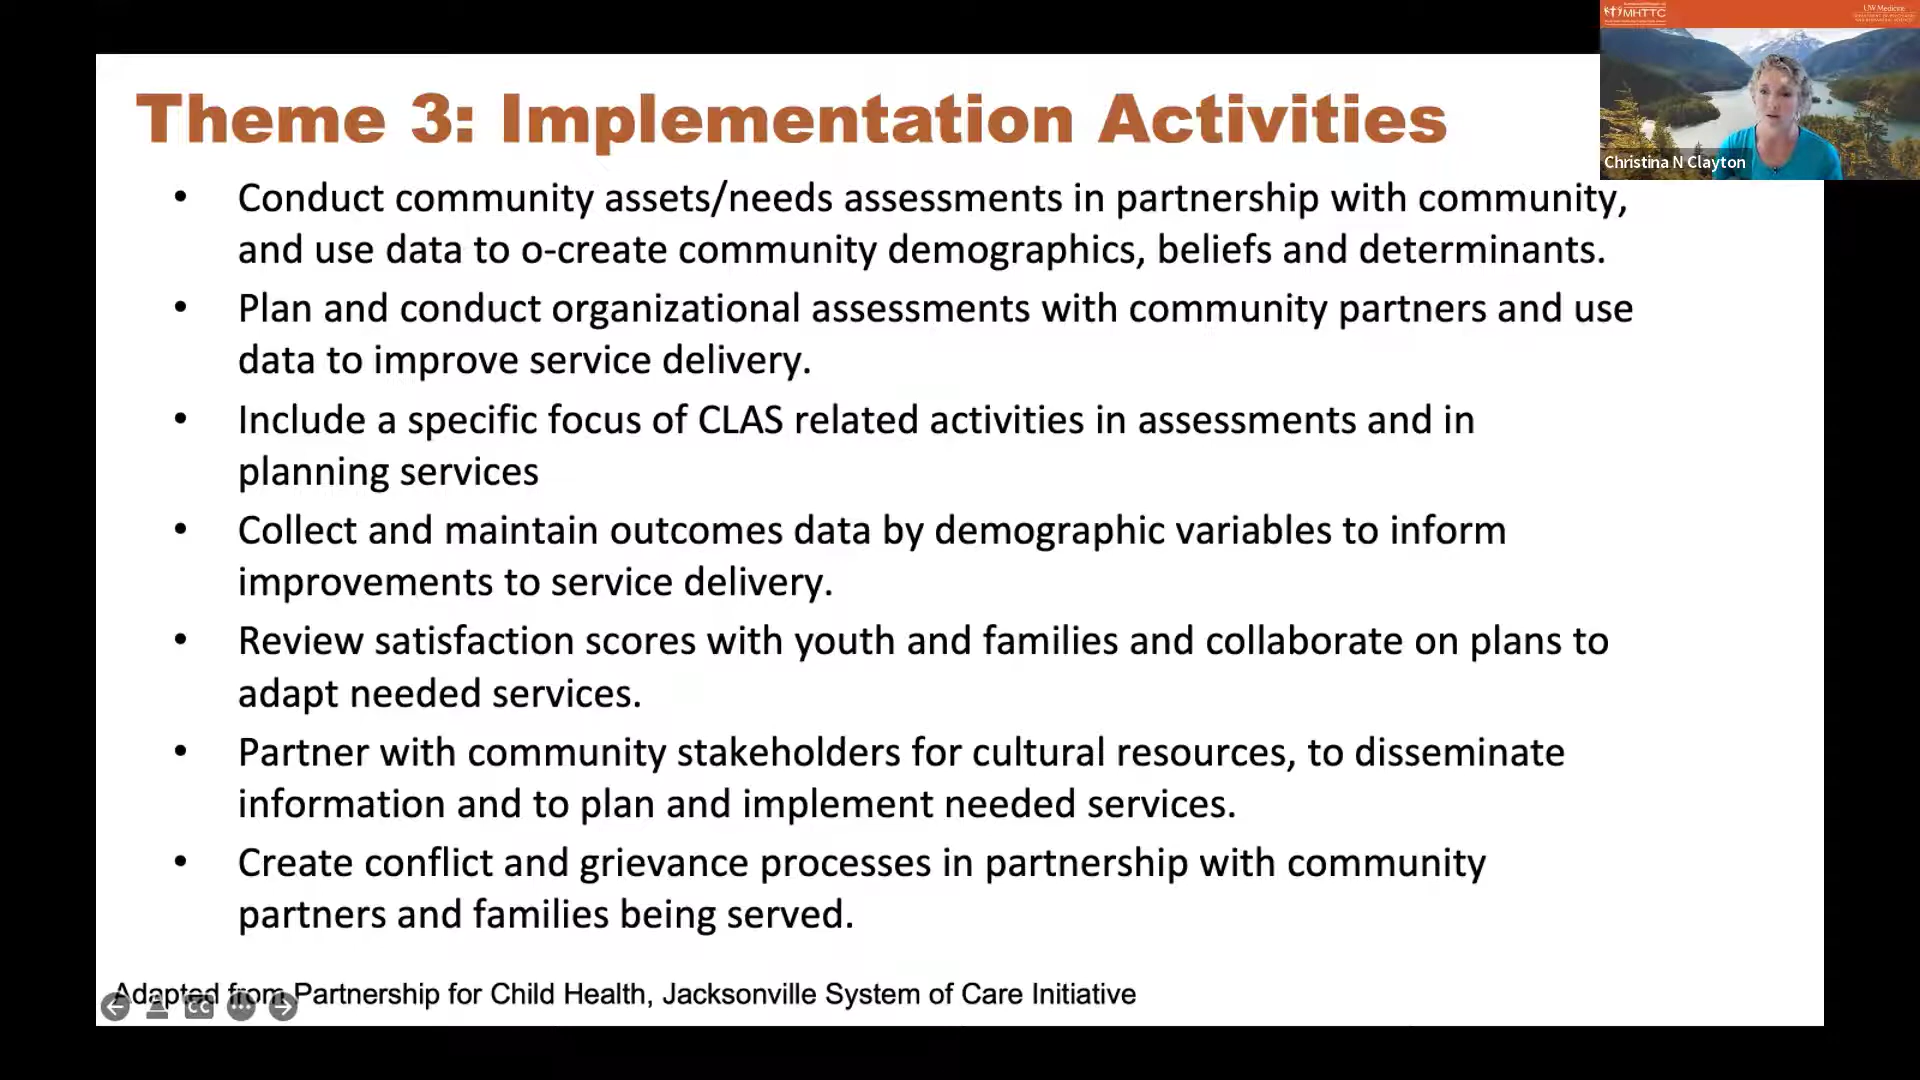 Theme 3: Implementation Activities
• Conduct community assets/needs assessments in partnership with community,
and use data to o-create community demographics, beliefs and determinants.
• Plan and conduct organizational assessments with community partners and use
data to improve service delivery.
• Include a specific focus of CLAS related activities in assessments and in
planning services
• Collect and maintain outcomes data by demographic variables to inform
improvements to service delivery.
• Review satisfaction scores with youth and families and collaborate on plans to
adapt needed services.
• Partner with community stakeholders for cultural resources, to disseminate
information and to plan and implement needed services.
• Create conflict and grievance processes in partnership with community
partners and families being served.
Adapted from Partnership for Child Health, Jacksonville System of Care Initiative
CC
MHTTC
UW Medicine
Christina N Clayton